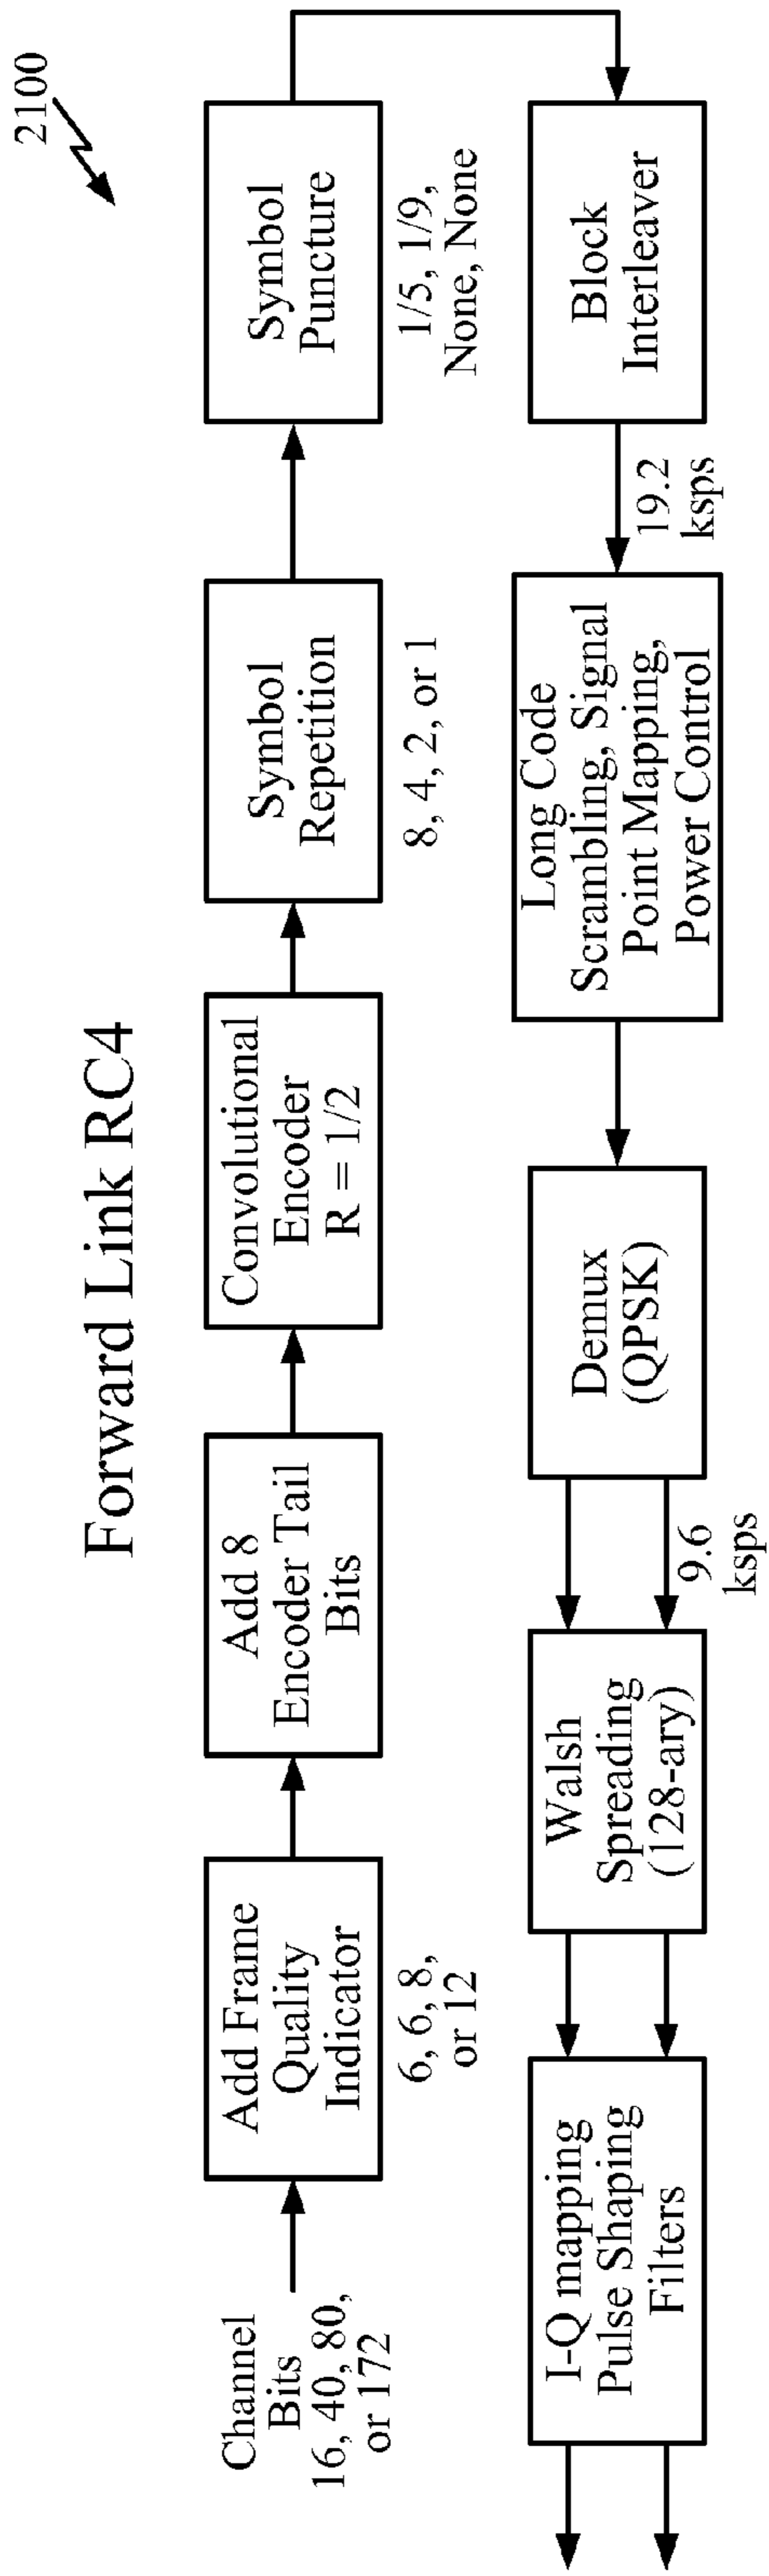 2100
Forward Link RC4
Channel
Bits
16, 40, 80,
or 172
Add Frame
Quality
Indicator
6, 6, 8,
or 12
Add 8
Encoder Tail
Bits
Convolutional
Encoder
R = 1/2
Symbol
Repetition
8, 4, 2, or 1
Symbol
Puncture
1/5, 1/9,
None, None
Block
Interleaver
19.2
ksps
Long Code
Scrambling, Signal
Point Mapping,
Power Control
Demux
(QPSK)
9.6
ksps
Walsh
Spreading
(128-ary)
I-Q mapping
Pulse Shaping
Filters